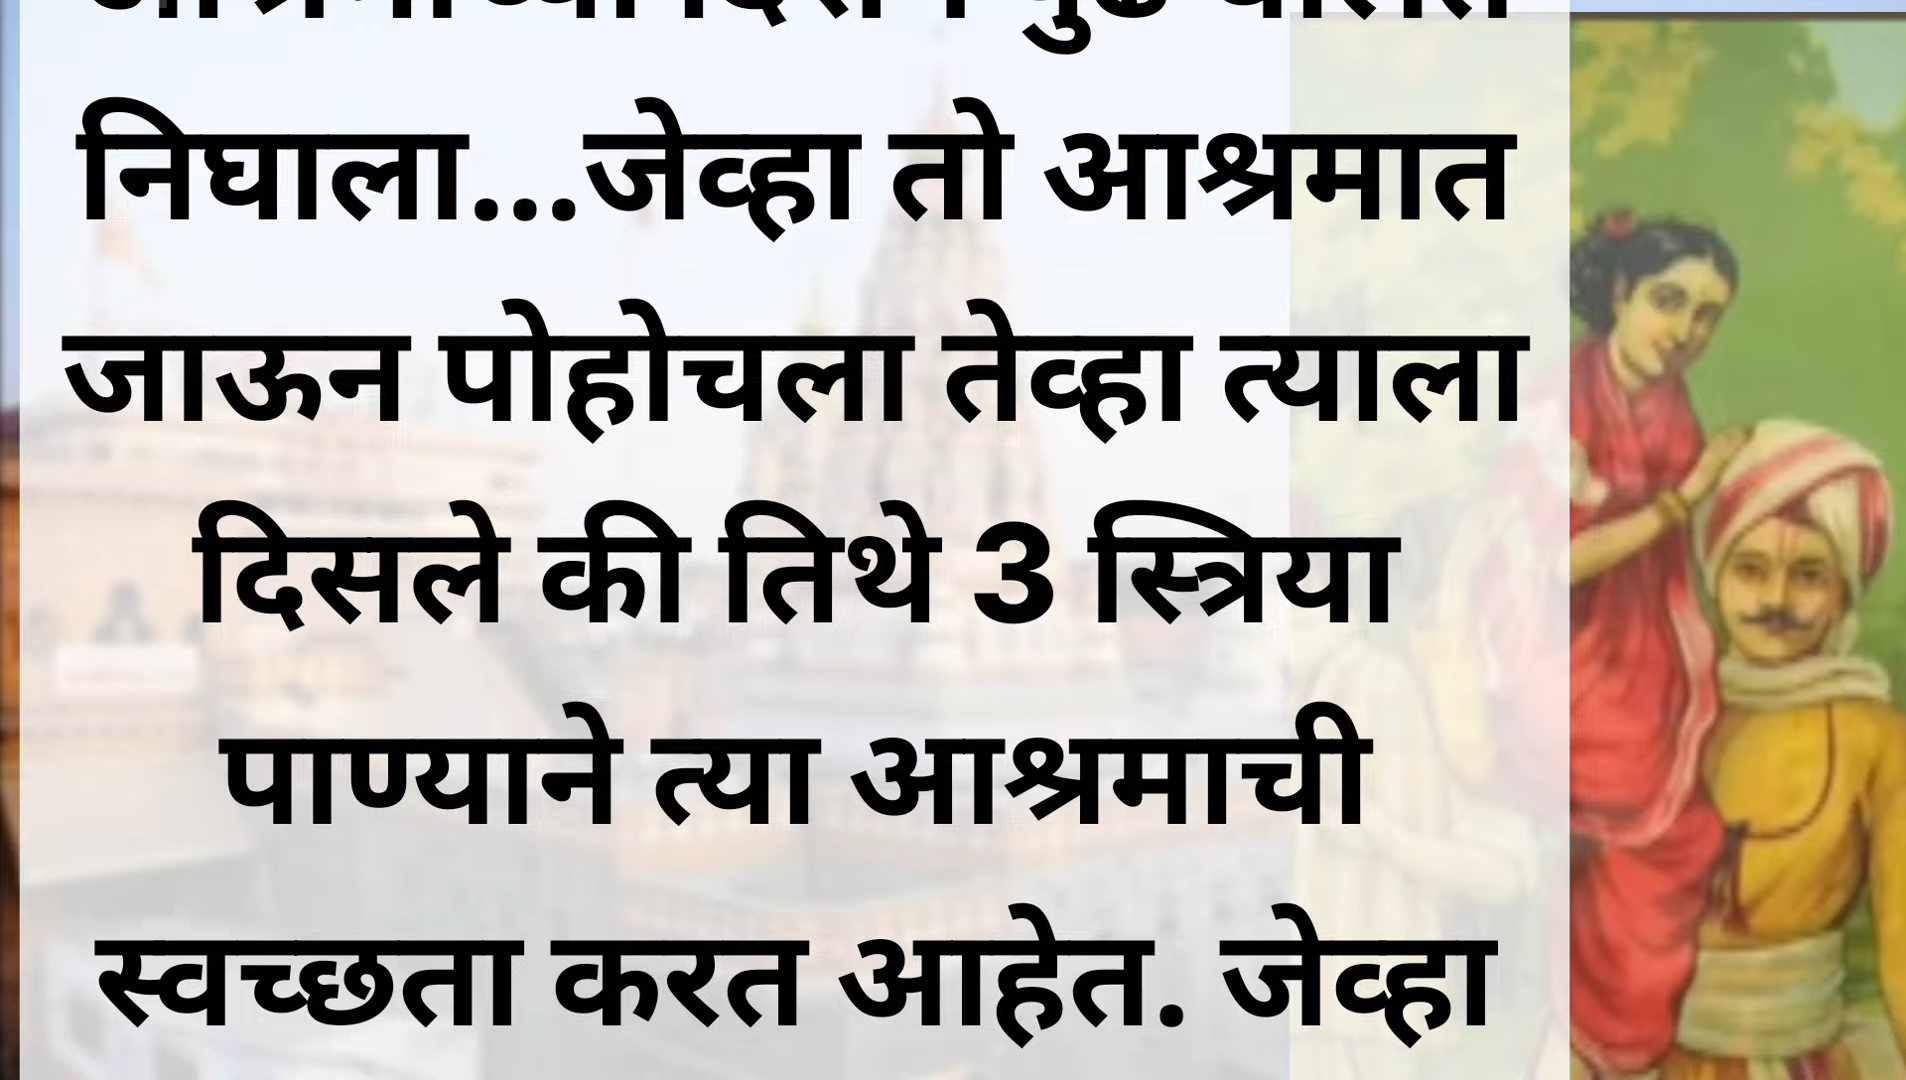 निघाला...जेव्हा तो आश्रमात
जाऊन पोहोचला तेव्हा त्याला
दिसले की तिथे 3 स्त्रिया
पाण्याने त्या आश्रमाची
स्वच्छता करत आहेत. जेव्हा